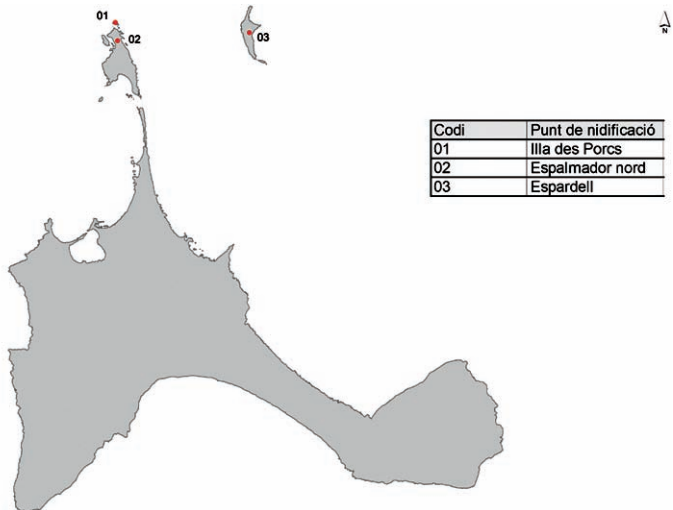 01
02
03
N
Codi Punt de nidificació
01 Illa des Porcs
02 Espalmador nord
03 Espardell